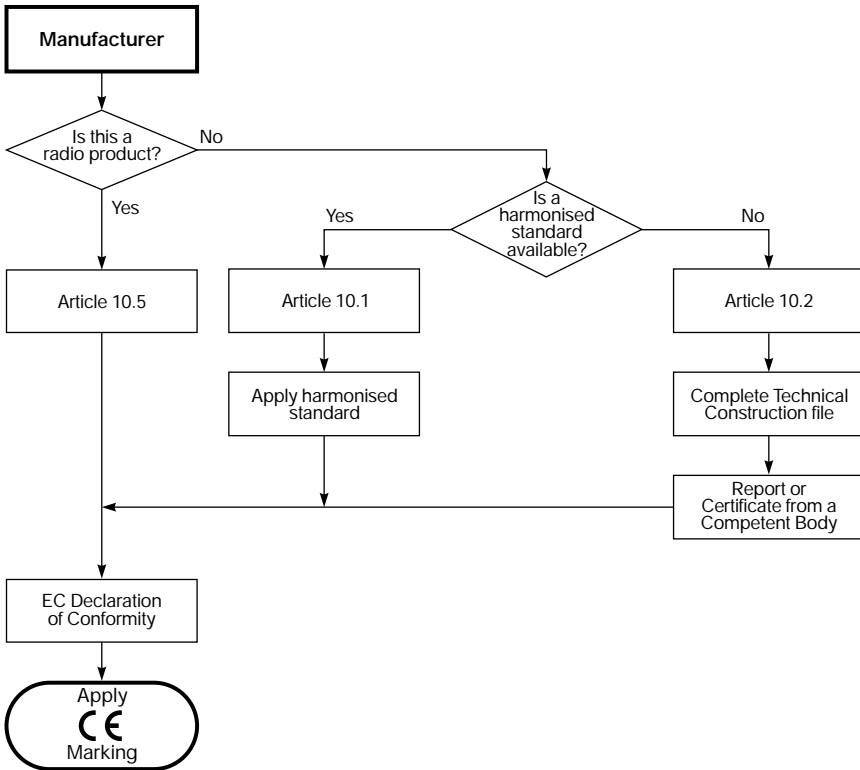 Manufacturer
Is this a
radio product?
No
Yes
Is a
harmonised
standard
available?
Yes
No
Article 10.5
Article 10.1
Article 10.2
Apply harmonised
standard
Complete Technical
Construction file
Report or
Certificate from a
Competent Body
EC Declaration
of Conformity
Apply
CE
Marking